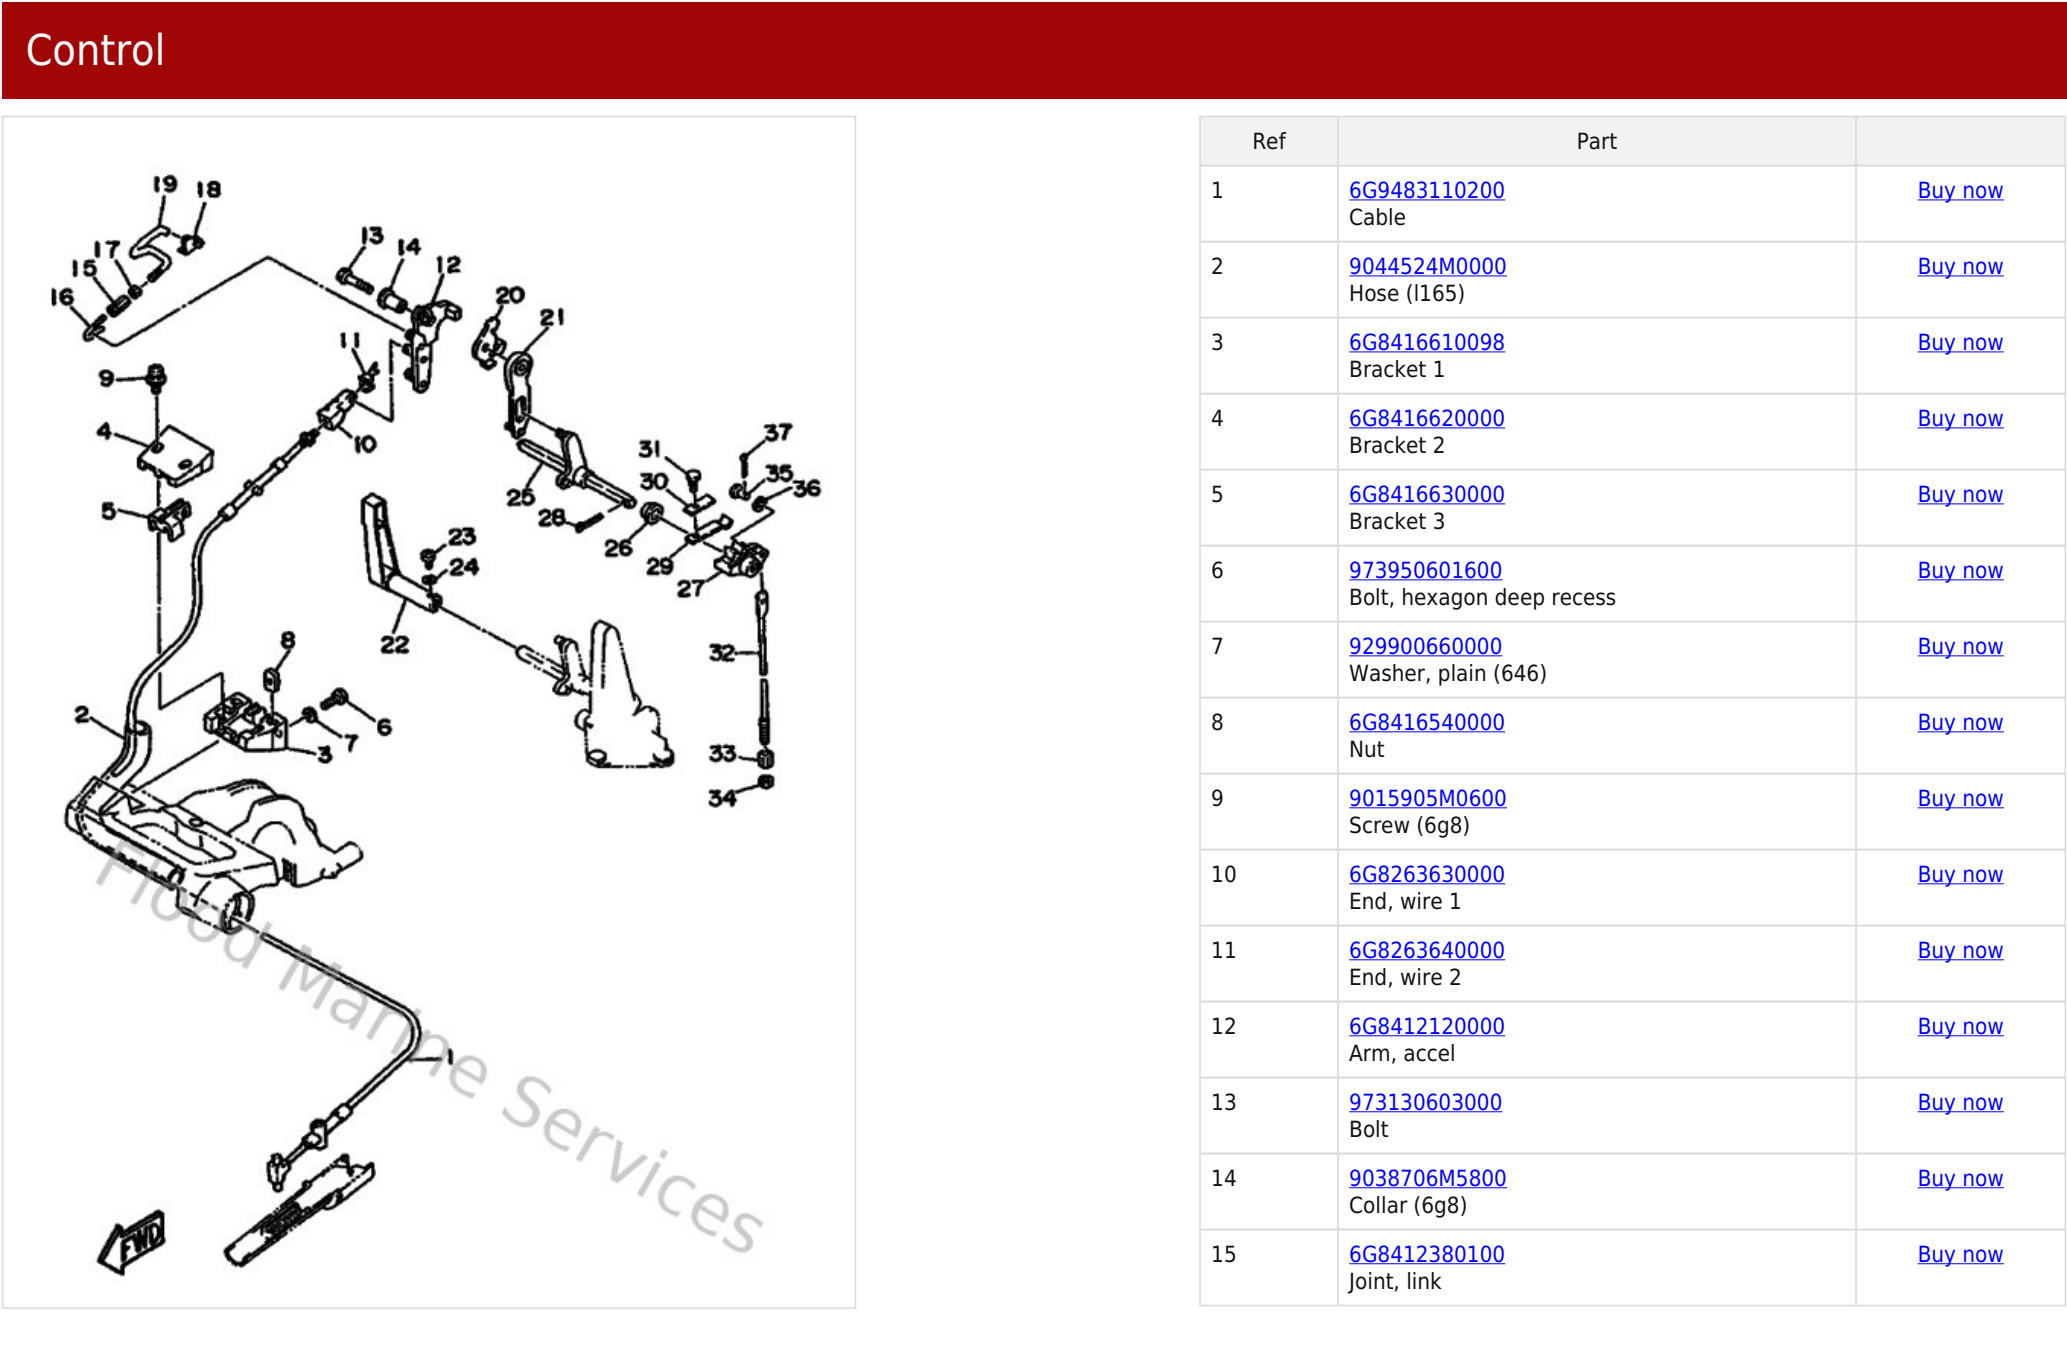 Control
19
18
13
14
17
12
15
16
20
21
11
9
4
10
31
37
30
35
36
25
5
28
23
26
29
24
27
8
22
32
2
6
7
3
33
34
1
FWD
Flood Marine Services
Ref Part
1 6G9483110200 Buy now
Cable
2 9044524M0000 Buy now
Hose (l165)
3 6G8416610098 Buy now
Bracket 1
4 6G8416620000 Buy now
Bracket 2
5 6G8416630000 Buy now
Bracket 3
6 973950601600 Buy now
Bolt, hexagon deep recess
7 929900660000 Buy now
Washer, plain (646)
8 6G8416540000 Buy now
Nut
9 9015905M0600 Buy now
Screw (6g8)
10 6G8263630000 Buy now
End, wire 1
11 6G8263640000 Buy now
End, wire 2
12 6G8412120000 Buy now
Arm, accel
13 973130603000 Buy now
Bolt
14 9038706M5800 Buy now
Collar (6g8)
15 6G8412380100 Buy now
Joint, link